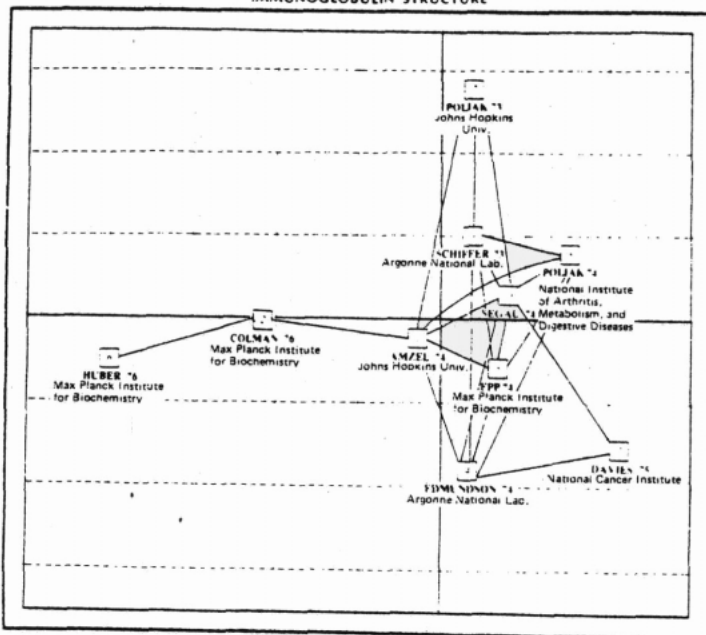 IMMUNOGLOBULIN STRUCTURE
POLJAK '73
Johns Hopkins
Univ.
SCHIFFER '73
Argonne National Lab.
POLJAK '74
National Institute
of Arthritis,
Metabolism, and
Digestive Diseases
SEGAL '74
COLMAN '76
Max Planck Institute
for Biochemistry
AMZEL '74
Johns Hopkins Univ.
HUBER '76
Max Planck Institute
for Biochemistry
EPP '74
Max Planck Institute
for Biochemistry
DAVIES '75
National Cancer Institute
EDMUNDSON '74
Argonne National Lab.